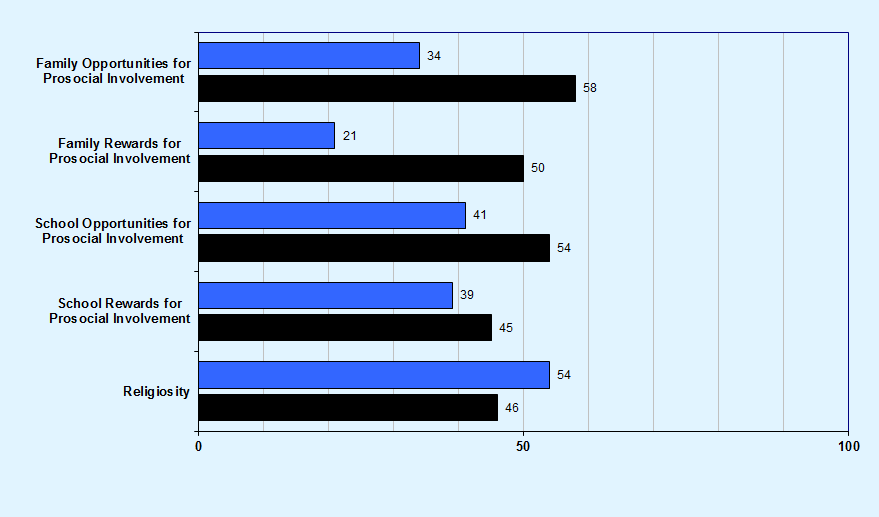 Family Opportunities for
Prosocial Involvement
34
58
Family Rewards for
Prosocial Involvement
21
50
School Opportunities for
Prosocial Involvement
41
54
School Rewards for
Prosocial Involvement
39
45
Religiosity
54
46
0 50 100